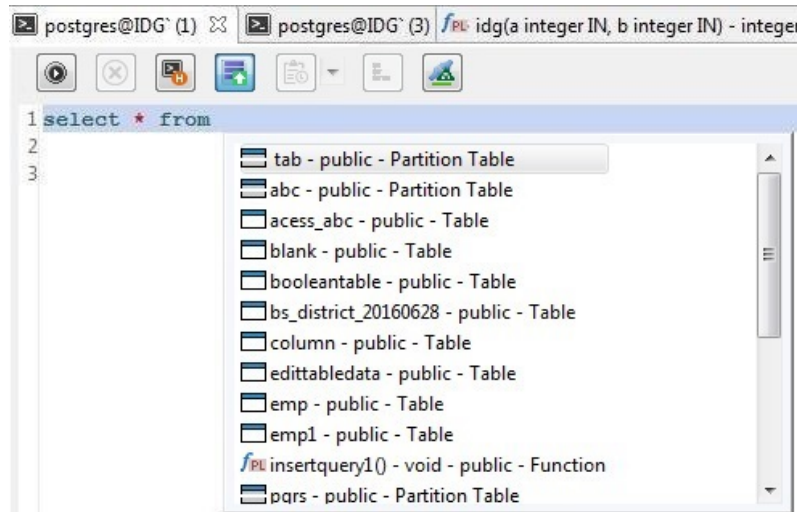 postgres@IDG` (1) postgres@IDG` (3) idg(a integer IN, b integer IN) - integer
1 select * from
2
3
tab - public - Partition Table
abc - public - Partition Table
acess_abc - public - Table
blank - public - Table
booleantable - public - Table
bs_district_20160628 - public - Table
column - public - Table
edittabledata - public - Table
emp - public - Table
emp1 - public - Table
insertquery1() - void - public - Function
pqrs - public - Partition Table